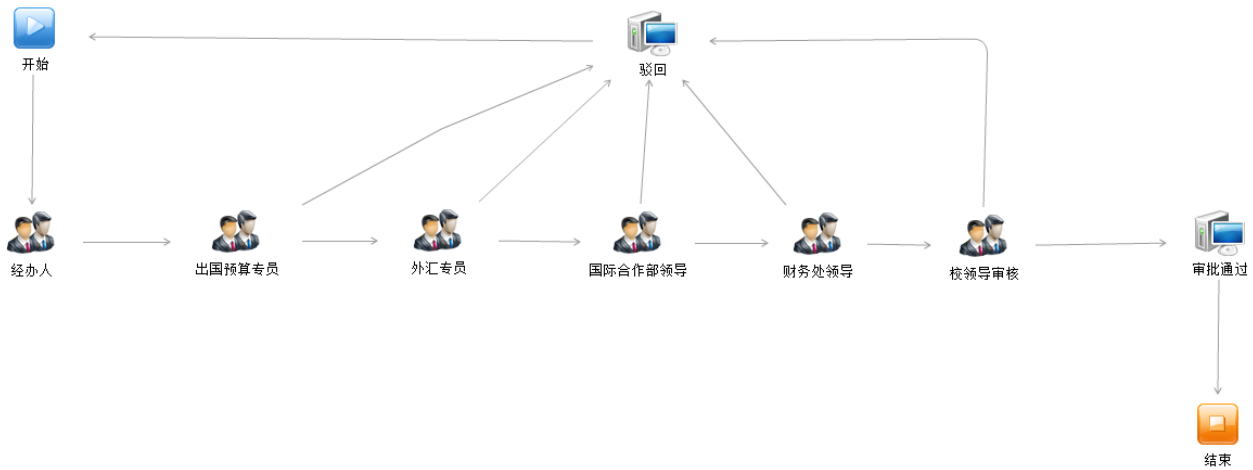 开始
驳回
经办人
出国预算专员
外汇专员
国际合作部领导
财务处领导
校领导审核
审批通过
结束